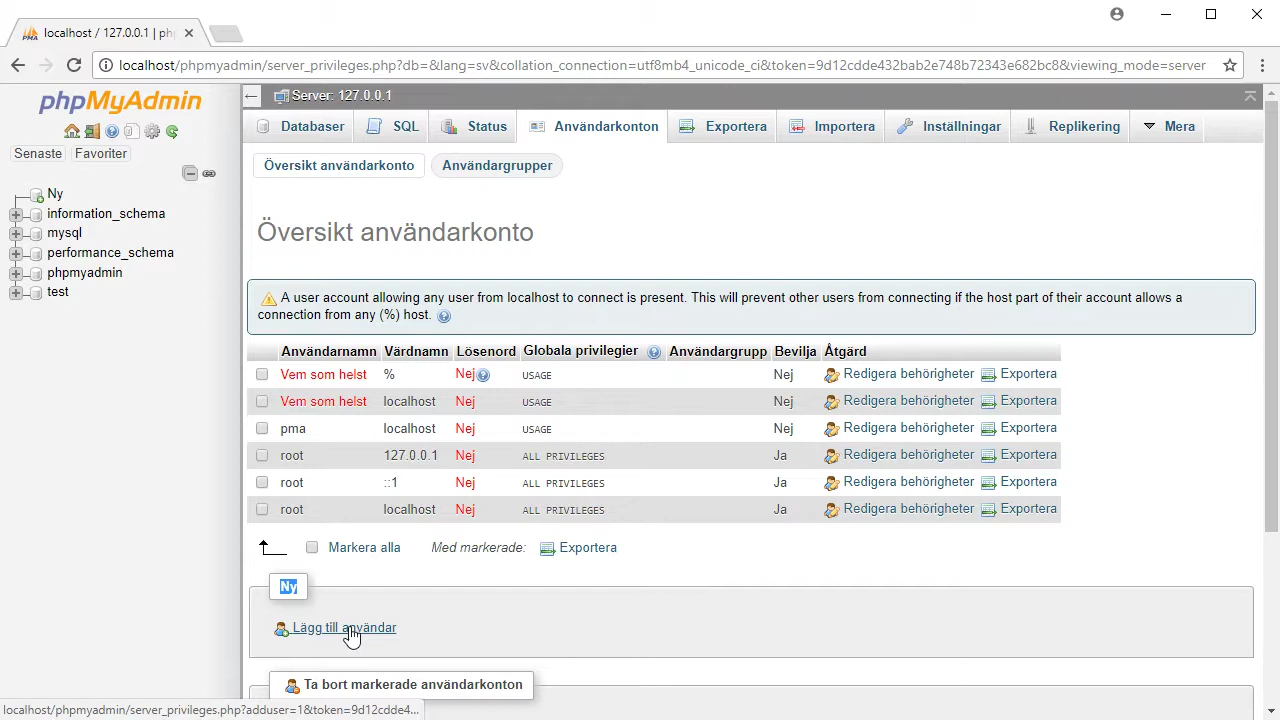 localhost / 127.0.0.1 | php
localhost/phpmyadmin/server_privileges.php?db=&lang=sv&collation_connection=utf8mb4_unicode_ci&token=9d12cdde432bab2e748b72343e682bc8&viewing_mode=server
phpMyAdmin
Server: 127.0.0.1
Databaser SQL Status Användarkonton Exportera Importera Inställningar Replikering Mera
Senaste Favoriter
Översikt användarkonto Användargrupper
Ny
information_schema
mysql
performance_schema
phpmyadmin
test
Översikt användarkonto
A user account allowing any user from localhost to connect is present. This will prevent other users from connecting if the host part of their account allows a
connection from any (%) host.
Användarnamn Värdnamn Lösenord Globala privilegier Användargrupp Bevilja Åtgärd
Vem som helst % Nej USAGE Nej Redigera behörigheter Exportera
Vem som helst localhost Nej USAGE Nej Redigera behörigheter Exportera
pma localhost Nej USAGE Nej Redigera behörigheter Exportera
root 127.0.0.1 Nej ALL PRIVILEGES Ja Redigera behörigheter Exportera
root ::1 Nej ALL PRIVILEGES Ja Redigera behörigheter Exportera
root localhost Nej ALL PRIVILEGES Ja Redigera behörigheter Exportera
Markera alla Med markerade: Exportera
Ny
Lägg till användar
Ta bort markerade användarkonton
localhost/phpmyadmin/server_privileges.php?adduser=1&token=9d12cdde4...